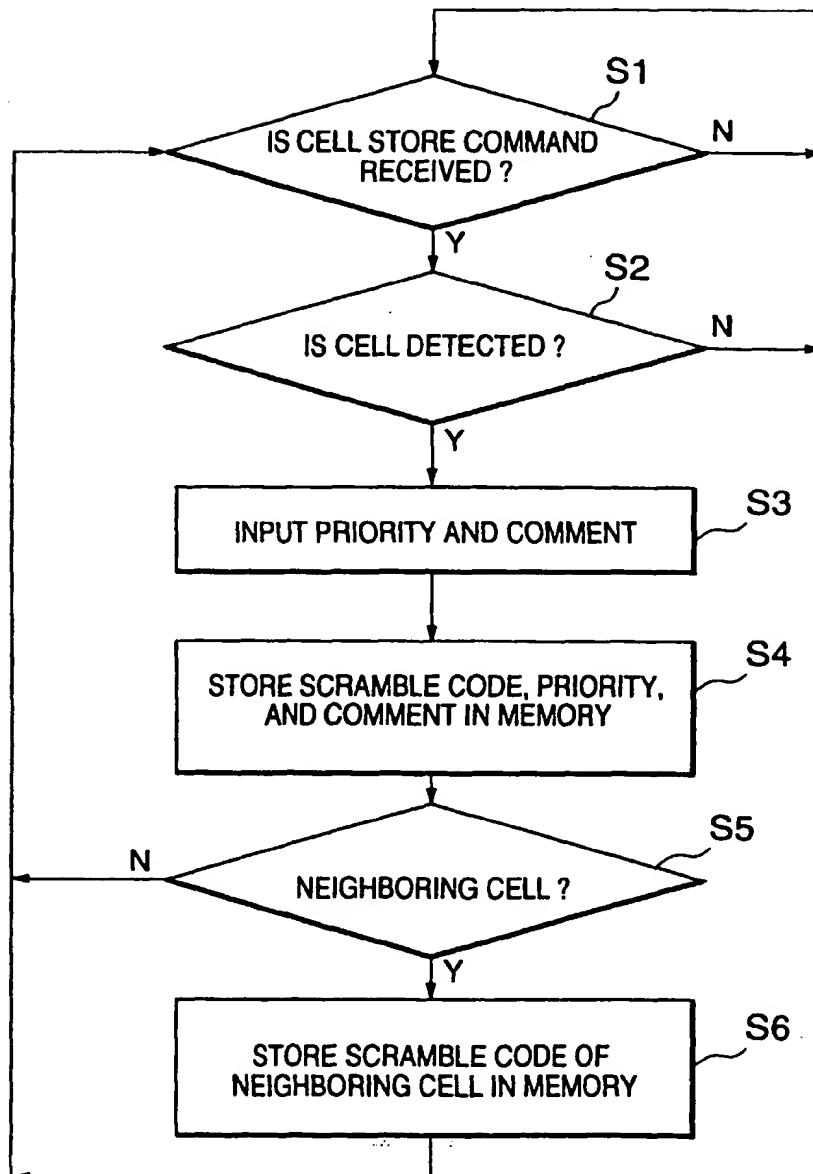 S1
IS CELL STORE COMMAND
RECEIVED ?
N
Y
S2
IS CELL DETECTED ?
N
Y
S3
INPUT PRIORITY AND COMMENT
S4
STORE SCRAMBLE CODE, PRIORITY,
AND COMMENT IN MEMORY
S5
N
NEIGHBORING CELL ?
Y
S6
STORE SCRAMBLE CODE OF
NEIGHBORING CELL IN MEMORY